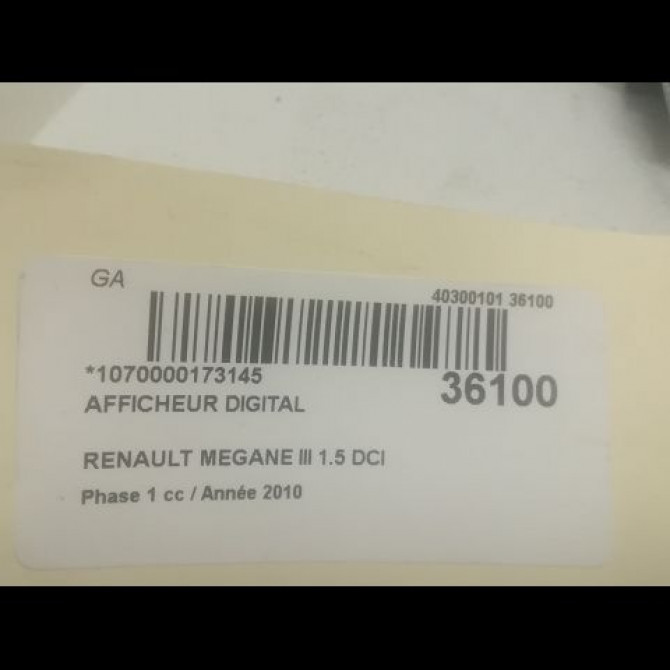 GA
40300101 36100
*1070000173145
36100
AFFICHEUR DIGITAL
RENAULT MEGANE III 1.5 DCI
Phase 1 cc / Année 2010